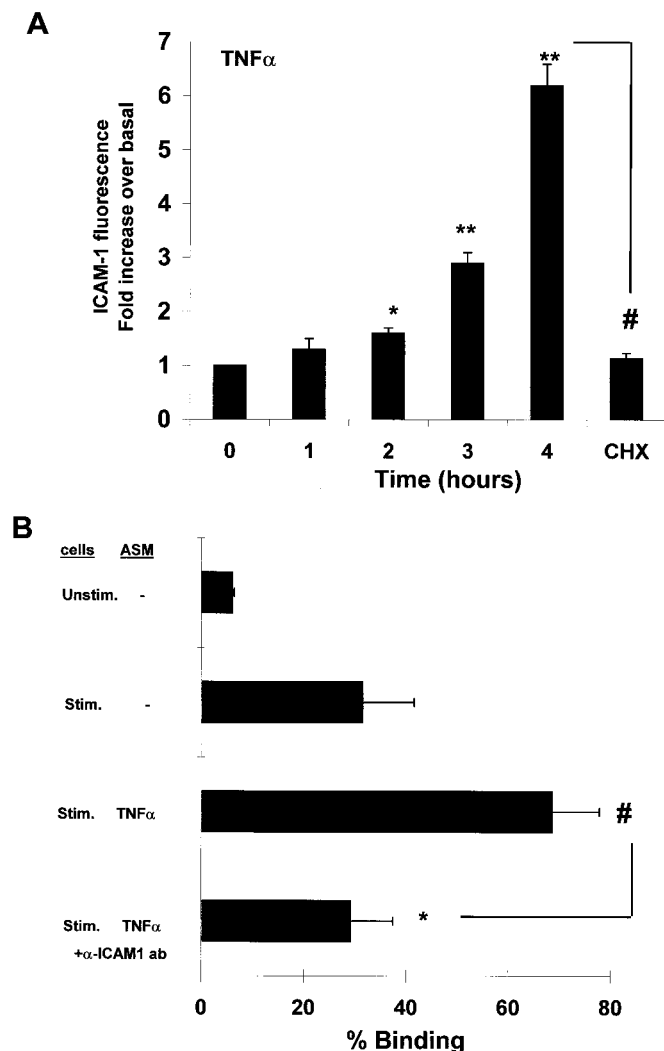 A
TNFα
ICAM-1 fluorescence
Fold increase over basal
7
6
5
4
3
2
1
0
*
**
**
#
0 1 2 3 4 CHX
Time (hours)
B
cells ASM
Unstim. -
Stim. -
Stim. TNFα
#
Stim. TNFα
+α-ICAM1 ab
*
0 20 40 60 80
% Binding